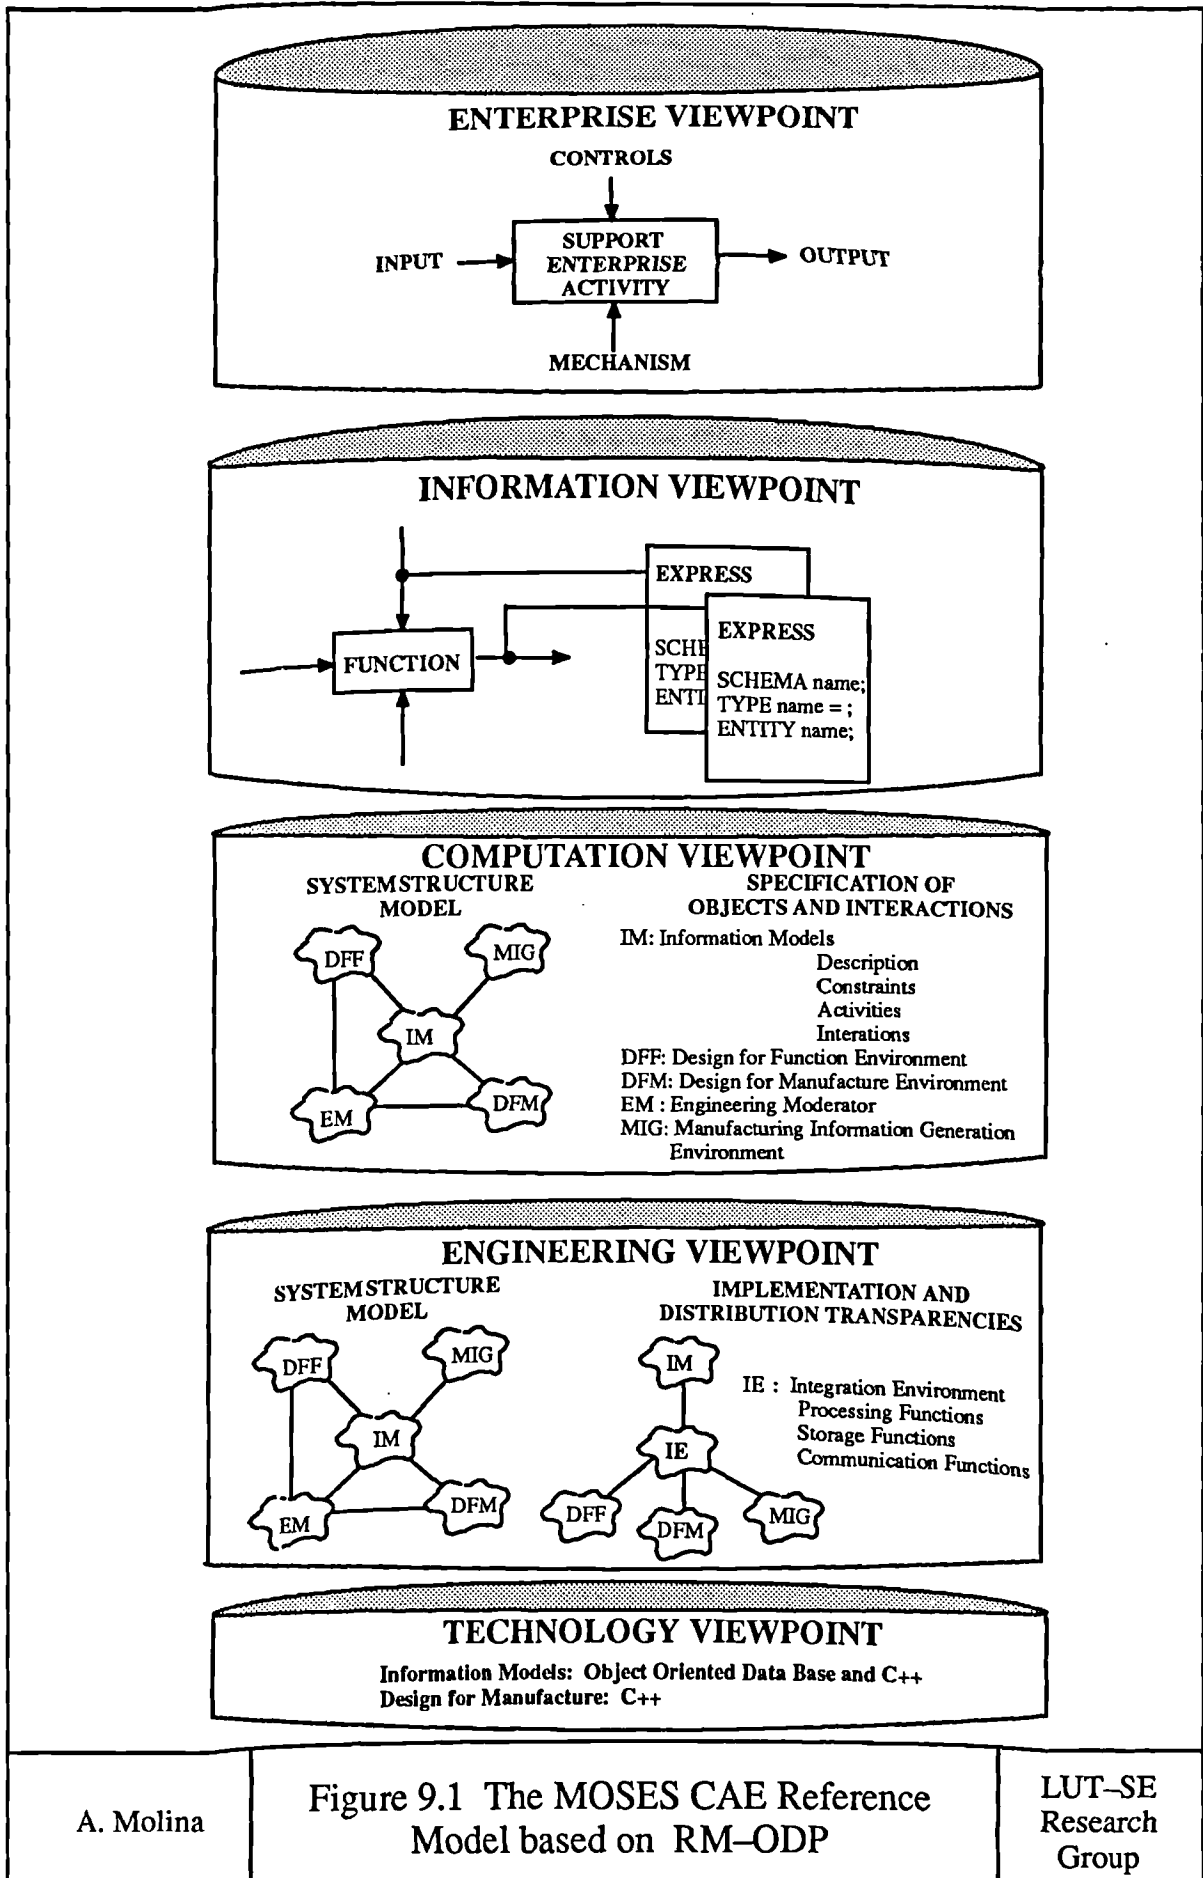 ENTERPRISE VIEWPOINT
CONTROLS
INPUT
SUPPORT
ENTERPRISE
ACTIVITY
OUTPUT
MECHANISM
INFORMATION VIEWPOINT
FUNCTION
EXPRESS
SCHE
TYPE
ENTI
EXPRESS
SCHEMA name;
TYPE name = ;
ENTITY name;
COMPUTATION VIEWPOINT
SYSTEM STRUCTURE
MODEL
DFF
MIG
IM
EM
DFM
SPECIFICATION OF
OBJECTS AND INTERACTIONS
IM: Information Models
Description
Constraints
Activities
Interations
DFF: Design for Function Environment
DFM: Design for Manufacture Environment
EM : Engineering Moderator
MIG: Manufacturing Information Generation
Environment
ENGINEERING VIEWPOINT
SYSTEM STRUCTURE
MODEL
DFF
MIG
IM
EM
DFM
IMPLEMENTATION AND
DISTRIBUTION TRANSPARENCIES
IM
IE
DFF
DFM
MIG
IE : Integration Environment
Processing Functions
Storage Functions
Communication Functions
TECHNOLOGY VIEWPOINT
Information Models: Object Oriented Data Base and C++
Design for Manufacture: C++
A. Molina
Figure 9.1 The MOSES CAE Reference
Model based on RM–ODP
LUT–SE
Research
Group